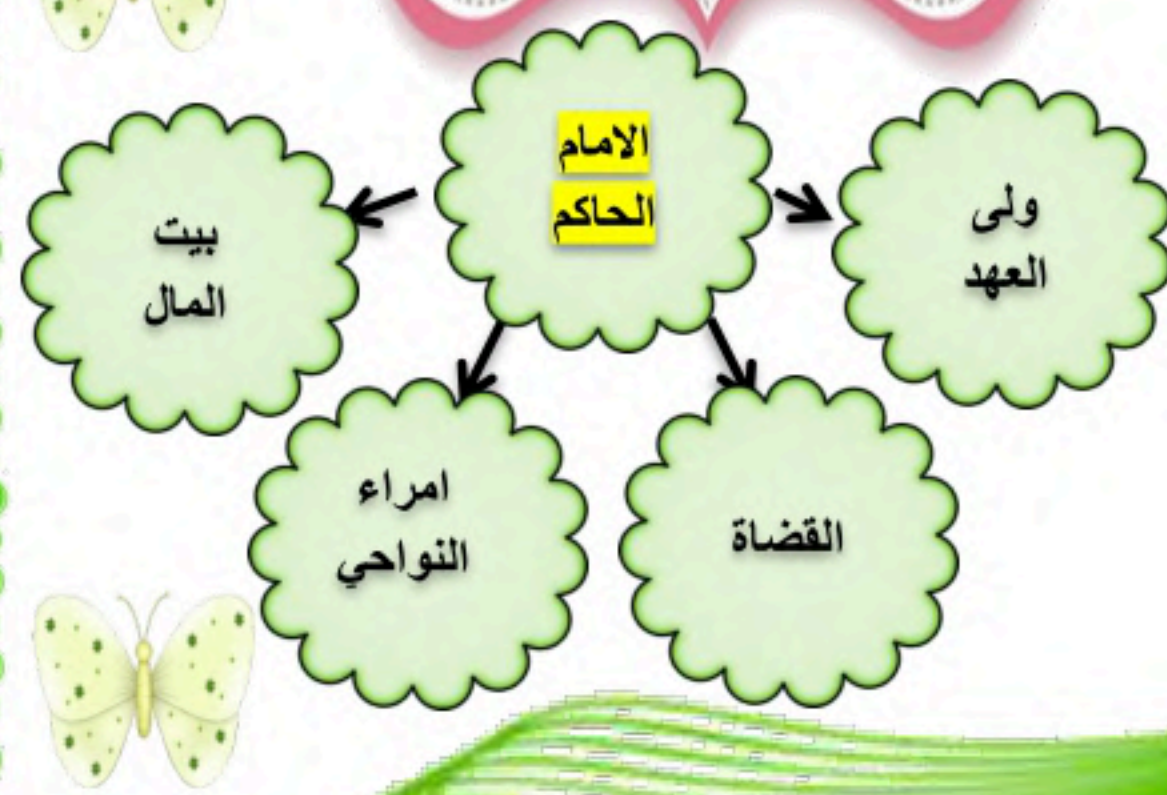 الامام
الحاكم
ولى
العهد
بيت
المال
القضاة
امراء
النواحي